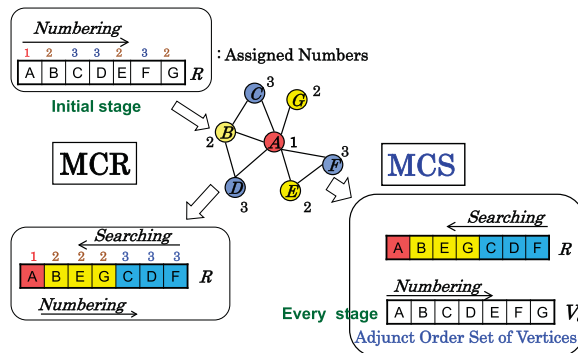 Numbering
1 2 3 3 2 3 2
A B C D E F G R
: Assigned Numbers
Initial stage
C 3
G 2
B 2
A 1
F 3
D 3
E 2
MCR
MCS
Searching
1 2 2 2 3 3 3
A B E G C D F R
Numbering
Searching
A B E G C D F R
Numbering
Every stage
A B C D E F G
Adjunct Order Set of Vertices